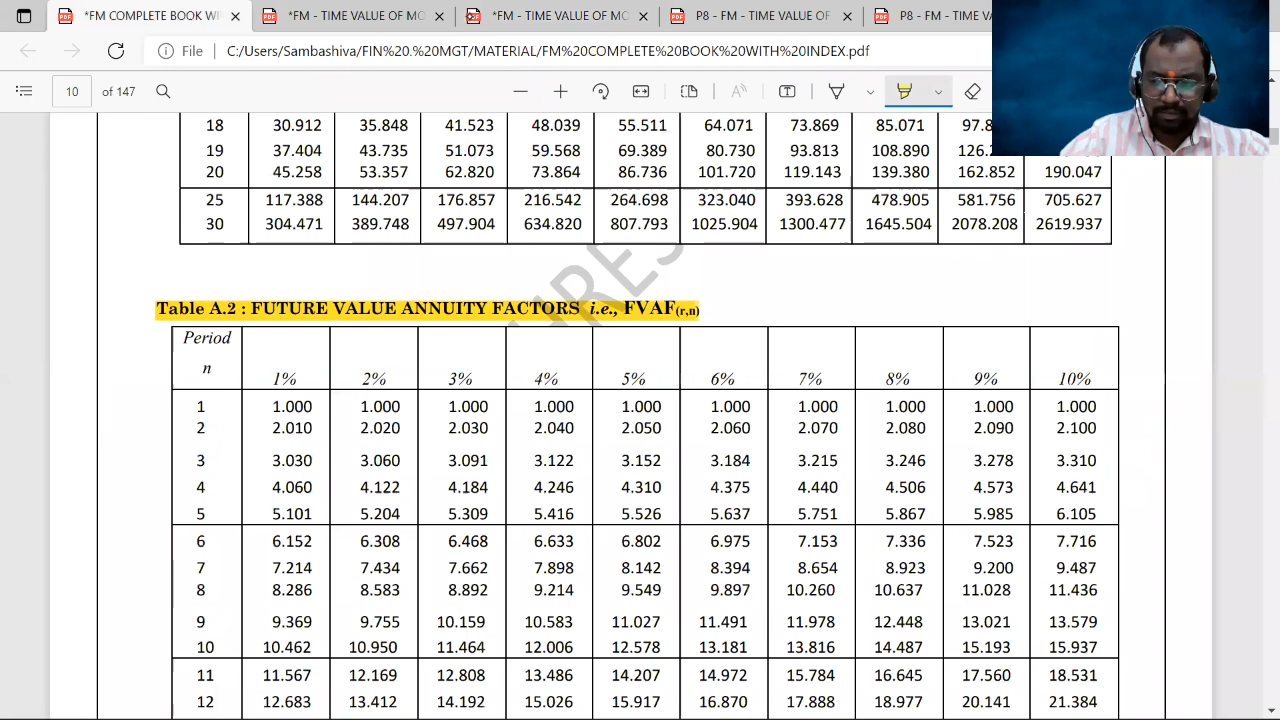 *FM COMPLETE BOOK WI
*FM - TIME VALUE OF MO
*FM - TIME VALUE OF MO
P8 - FM - TIME VALUE OF
P8 - FM - TIME VA
File C:/Users/Sambashiva/FIN%20.%20MGT/MATERIAL/FM%20COMPLETE%20BOOK%20WITH%20INDEX.pdf
10 of 147
18 30.912 35.848 41.523 48.039 55.511 64.071 73.869 85.071 97.8
19 37.404 43.735 51.073 59.568 69.389 80.730 93.813 108.890 126.
20 45.258 53.357 62.820 73.864 86.736 101.720 119.143 139.380 162.852 190.047
25 117.388 144.207 176.857 216.542 264.698 323.040 393.628 478.905 581.756 705.627
30 304.471 389.748 497.904 634.820 807.793 1025.904 1300.477 1645.504 2078.208 2619.937
Table A.2 : FUTURE VALUE ANNUITY FACTORS i.e., FVAF(r,n)
Period
n
1% 2% 3% 4% 5% 6% 7% 8% 9% 10%
1 1.000 1.000 1.000 1.000 1.000 1.000 1.000 1.000 1.000 1.000
2 2.010 2.020 2.030 2.040 2.050 2.060 2.070 2.080 2.090 2.100
3 3.030 3.060 3.091 3.122 3.152 3.184 3.215 3.246 3.278 3.310
4 4.060 4.122 4.184 4.246 4.310 4.375 4.440 4.506 4.573 4.641
5 5.101 5.204 5.309 5.416 5.526 5.637 5.751 5.867 5.985 6.105
6 6.152 6.308 6.468 6.633 6.802 6.975 7.153 7.336 7.523 7.716
7 7.214 7.434 7.662 7.898 8.142 8.394 8.654 8.923 9.200 9.487
8 8.286 8.583 8.892 9.214 9.549 9.897 10.260 10.637 11.028 11.436
9 9.369 9.755 10.159 10.583 11.027 11.491 11.978 12.448 13.021 13.579
10 10.462 10.950 11.464 12.006 12.578 13.181 13.816 14.487 15.193 15.937
11 11.567 12.169 12.808 13.486 14.207 14.972 15.784 16.645 17.560 18.531
12 12.683 13.412 14.192 15.026 15.917 16.870 17.888 18.977 20.141 21.384